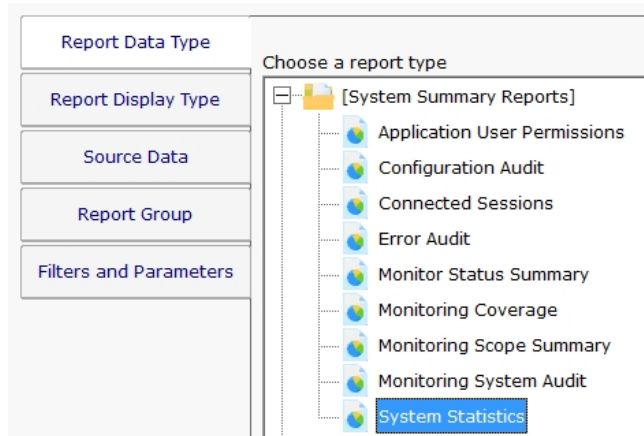 Report Data Type
Report Display Type
Source Data
Report Group
Filters and Parameters
Choose a report type
[System Summary Reports]
Application User Permissions
Configuration Audit
Connected Sessions
Error Audit
Monitor Status Summary
Monitoring Coverage
Monitoring Scope Summary
Monitoring System Audit
System Statistics